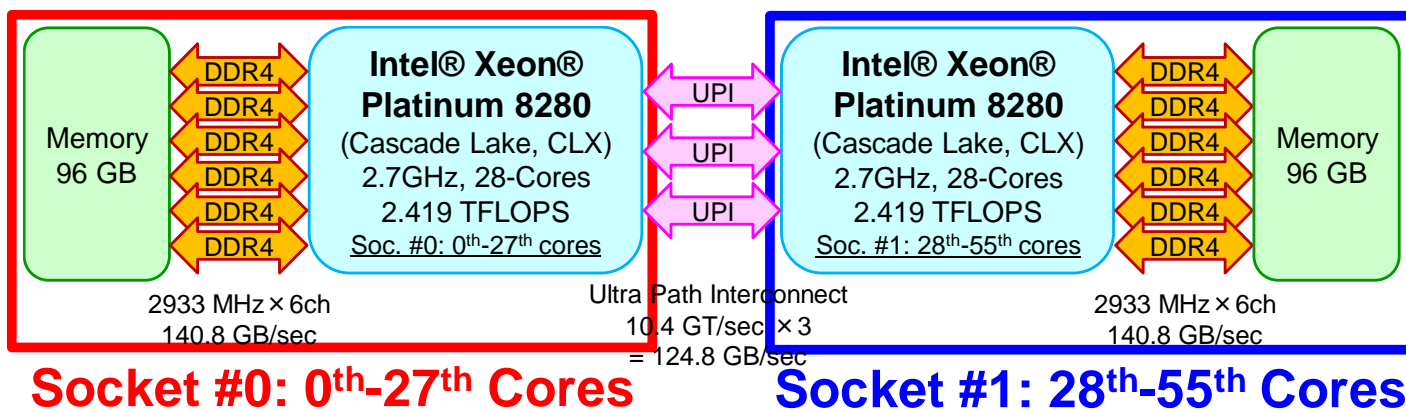 Memory
96 GB
DDR4
DDR4
DDR4
DDR4
DDR4
DDR4
Intel® Xeon®
Platinum 8280
(Cascade Lake, CLX)
2.7GHz, 28-Cores
2.419 TFLOPS
Soc. #0: 0th-27th cores
UPI
UPI
UPI
Intel® Xeon®
Platinum 8280
(Cascade Lake, CLX)
2.7GHz, 28-Cores
2.419 TFLOPS
Soc. #1: 28th-55th cores
DDR4
DDR4
DDR4
DDR4
DDR4
DDR4
Memory
96 GB
2933 MHz×6ch
140.8 GB/sec
Ultra Path Interconnect
10.4 GT/sec ×3
= 124.8 GB/sec
2933 MHz×6ch
140.8 GB/sec
Socket #0: 0th-27th Cores
Socket #1: 28th-55th Cores